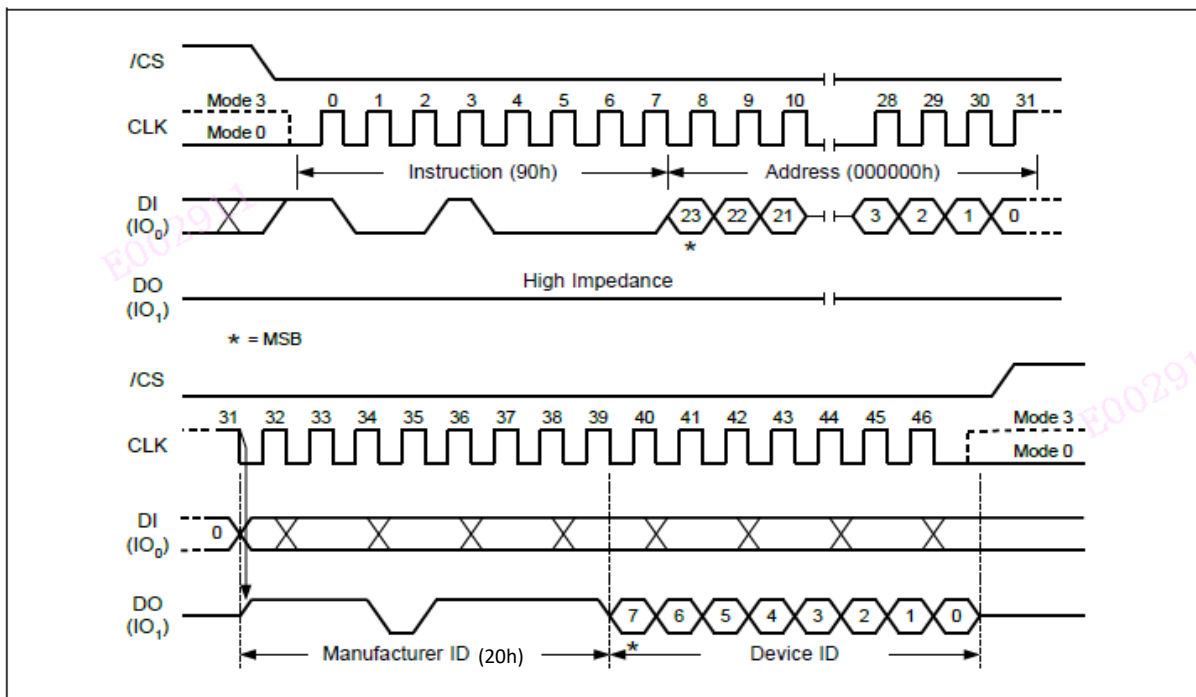 /CS
Mode 3 0 1 2 3 4 5 6 7 8 9 10 28 29 30 31
CLK
Mode 0
Instruction (90h) Address (000000h)
DI
(IO0) 23 22 21 3 2 1 0
*
DO High Impedance
(IO1)
* = MSB
/CS
31 32 33 34 35 36 37 38 39 40 41 42 43 44 45 46 Mode 3
CLK
Mode 0
DI 0
(IO0)
DO
(IO1) 7 6 5 4 3 2 1 0
*
Manufacturer ID (20h) Device ID
E002911
E00291